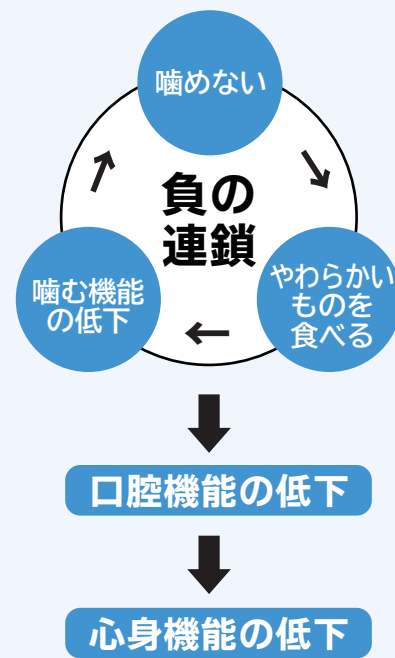 噛めない
負の
連鎖
やわらかい
ものを
食べる
噛む機能
の低下
口腔機能の低下
心身機能の低下